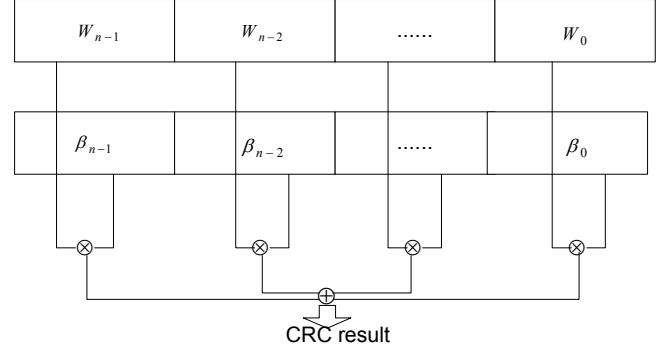 W_{n-1} W_{n-2} ...... W_0
β_{n-1} β_{n-2} ...... β_0
⊗ ⊗ ⊗ ⊗
⊕
CRC result